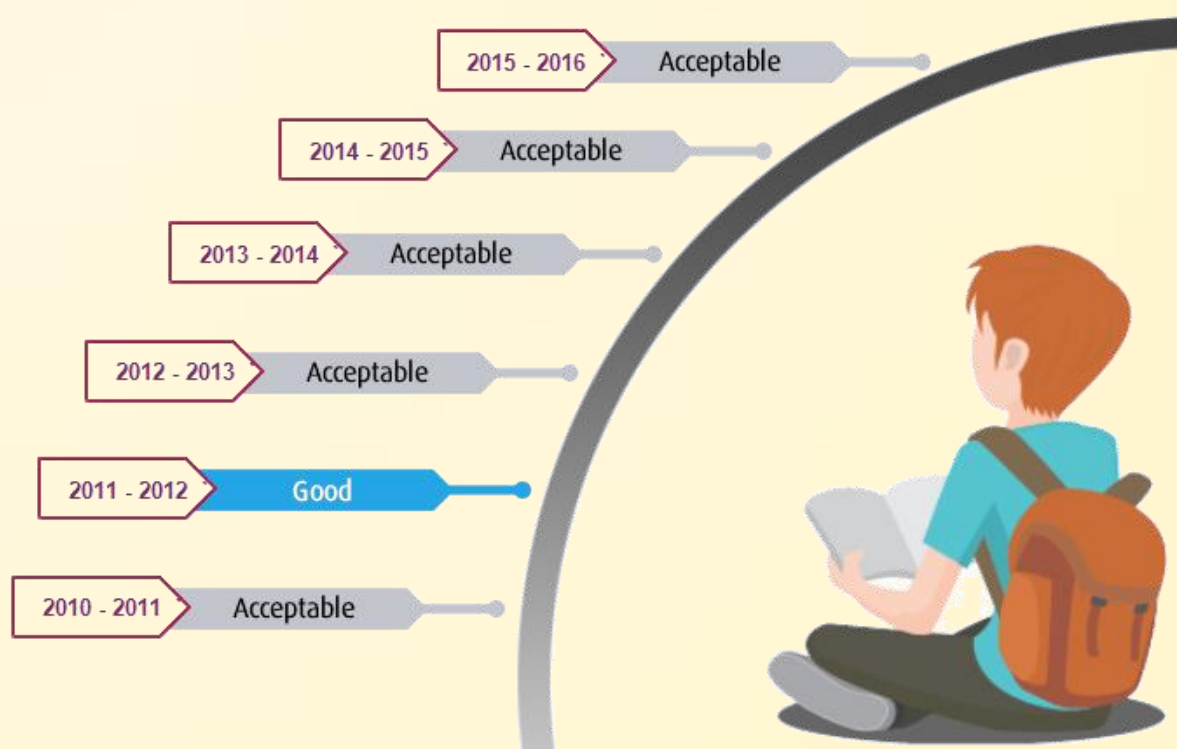 2015 - 2016 Acceptable
2014 - 2015 Acceptable
2013 - 2014 Acceptable
2012 - 2013 Acceptable
2011 - 2012 Good
2010 - 2011 Acceptable